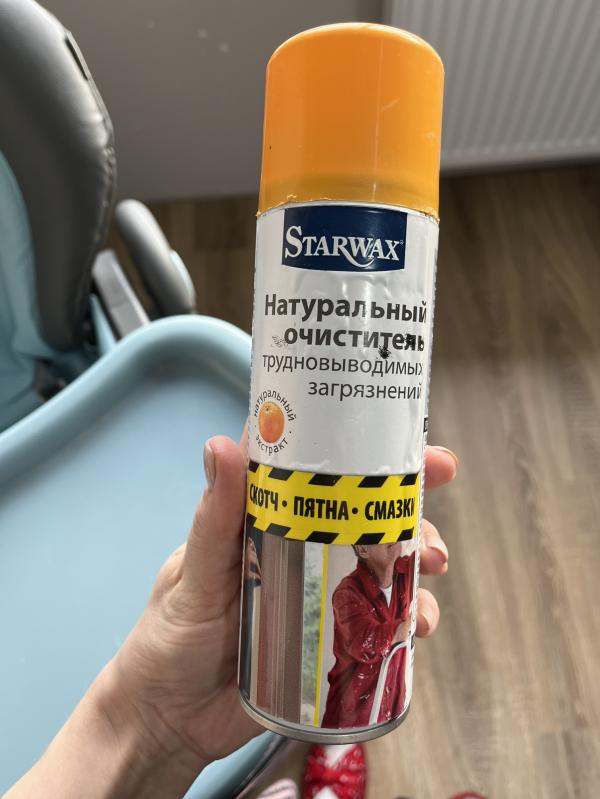 STARWAX
Натуральный
очиститель
трудновыводимых
загрязнений
натуральный
экстракт
СКОТЧ • ПЯТНА • СМАЗКИ